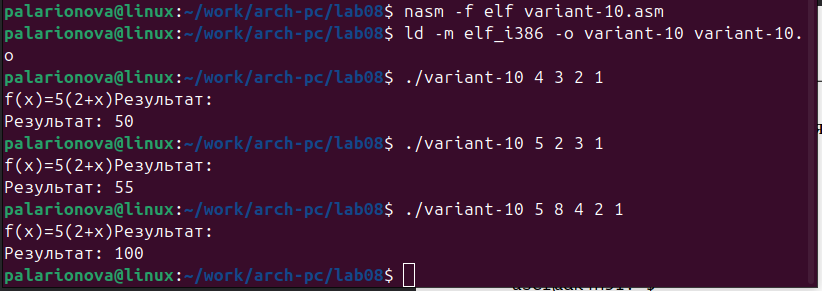 palarionova@linux:~/work/arch-pc/lab08$ nasm -f elf variant-10.asm
palarionova@linux:~/work/arch-pc/lab08$ ld -m elf_i386 -o variant-10 variant-10.
o
palarionova@linux:~/work/arch-pc/lab08$ ./variant-10 4 3 2 1
f(x)=5(2+x)Результат:
Результат: 50
palarionova@linux:~/work/arch-pc/lab08$ ./variant-10 5 2 3 1
f(x)=5(2+x)Результат:
Результат: 55
palarionova@linux:~/work/arch-pc/lab08$ ./variant-10 5 8 4 2 1
f(x)=5(2+x)Результат:
Результат: 100
palarionova@linux:~/work/arch-pc/lab08$